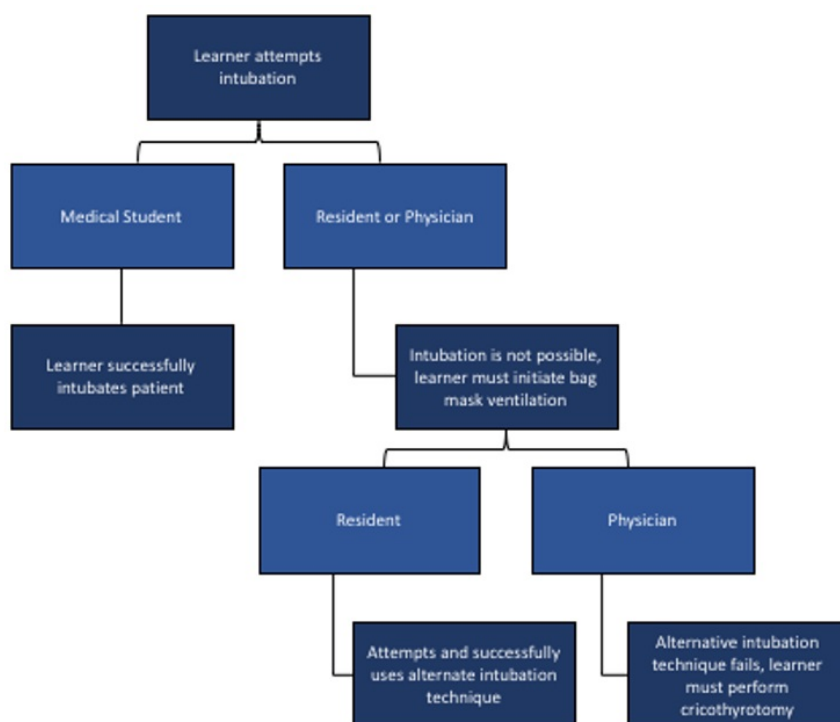 Learner attempts
intubation
Medical Student
Resident or Physician
Learner successfully
intubates patient
Intubation is not possible,
learner must initiate bag
mask ventilation
Resident
Physician
Attempts and successfully
uses alternate intubation
technique
Alternative intubation
technique fails, learner
must perform
cricothyrotomy